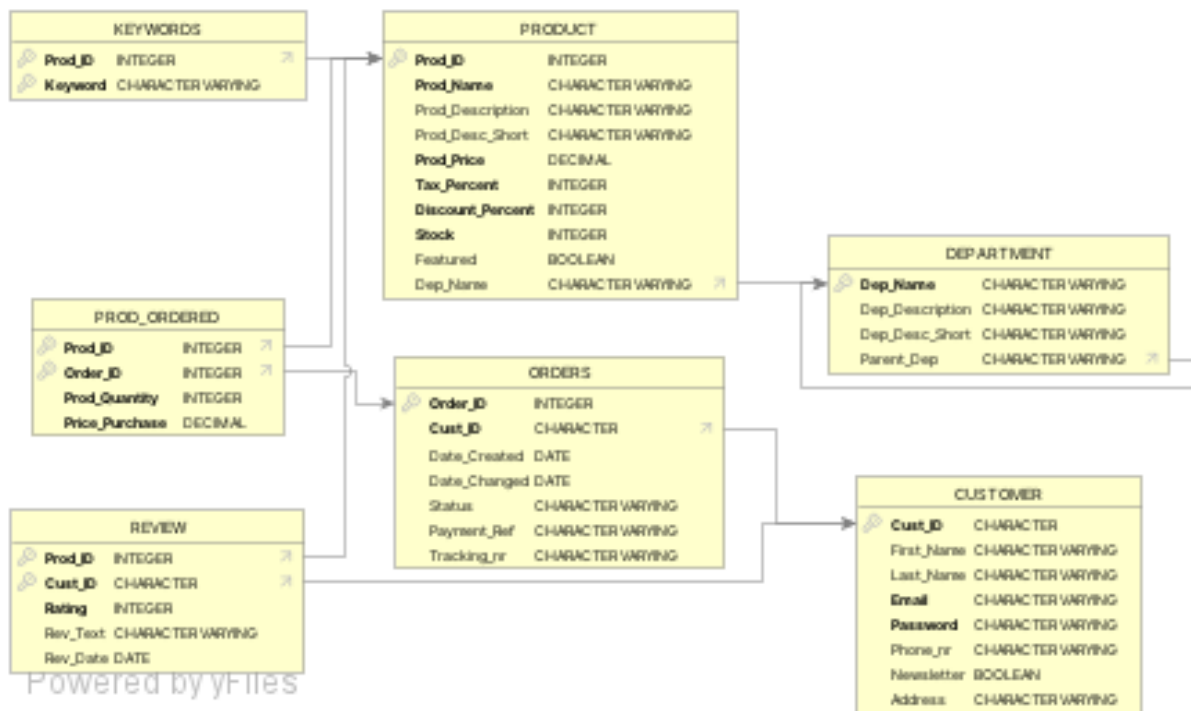 KEYWORDS
Prod_ID INTEGER
Keyword CHARACTER VARYING
PRODUCT
Prod_ID INTEGER
Prod_Name CHARACTER VARYING
Prod_Description CHARACTER VARYING
Prod_Desc_Short CHARACTER VARYING
Prod_Price DECIMAL
Tax_Percent INTEGER
Discount_Percent INTEGER
Stock INTEGER
Featured BOOLEAN
Dep_Name CHARACTER VARYING
DEPARTMENT
Dep_Name CHARACTER VARYING
Dep_Description CHARACTER VARYING
Dep_Desc_Short CHARACTER VARYING
Parent_Dep CHARACTER VARYING
PROD_ORDERED
Prod_ID INTEGER
Order_ID INTEGER
Prod_Quantity INTEGER
Price_Purchase DECIMAL
ORDERS
Order_ID INTEGER
Cust_ID CHARACTER
Date_Created DATE
Date_Changed DATE
Status CHARACTER VARYING
Payment_Ref CHARACTER VARYING
Tracking_nr CHARACTER VARYING
REVIEW
Prod_ID INTEGER
Cust_ID CHARACTER
Rating INTEGER
Rev_Text CHARACTER VARYING
Rev_Date DATE
CUSTOMER
Cust_ID CHARACTER
First_Name CHARACTER VARYING
Last_Name CHARACTER VARYING
Email CHARACTER VARYING
Password CHARACTER VARYING
Phone_nr CHARACTER VARYING
Newsletter BOOLEAN
Address CHARACTER VARYING
Powered by yFiles